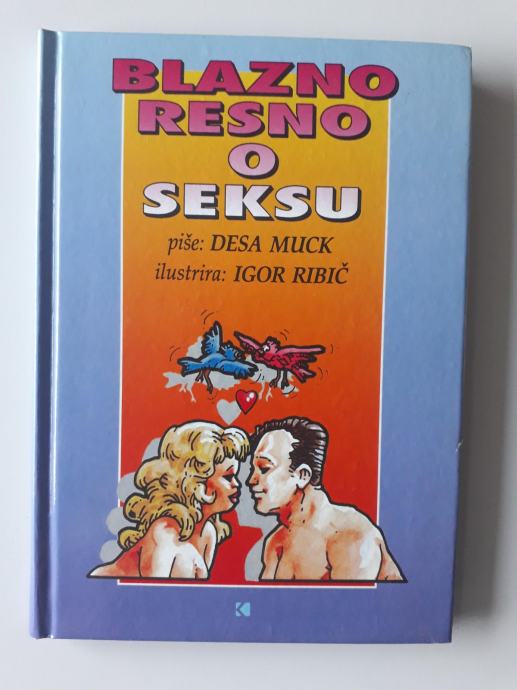 BLAZNO
RESNO
O
SEKSU
piše: DESA MUCK
ilustrira: IGOR RIBIČ